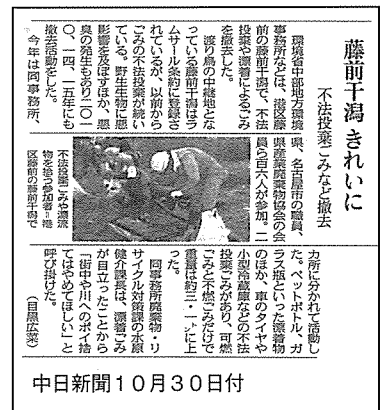 藤前干潟 きれいに
不法投棄ごみなど撤去
環境省中部地方環境
事務所などは、港区藤
前の藤前干潟で、不法
投棄や漂着によるごみ
を撤去した。
渡り鳥の中継地とな
っている藤前干潟はラ
ムサール条約に登録さ
れているが、以前から
ごみの不法投棄が続い
ている。野生生物に悪
影響を及ぼすほか、悪
臭の発生もあり二〇一
〇、一四、一五年にも
撤去活動をした。
今年は同事務所、
県、名古屋市の職員、
県産業廃棄物協会の会
員ら百六人が参加。二
不法投棄ごみや漂流
物を拾う参加者=港
区藤前の藤前干潟で
カ所に分かれて活動し
た。ペットボトル、ガ
ラス瓶といった漂着物
のほか、車のタイヤや
小型冷蔵庫などの不法
投棄ごみがあり、可燃
ごみと不燃ごみだけで
重量は約三・一㌧に上
った。
同事務所廃棄物・リ
サイクル対策課の水原
健介課長は、漂着ごみ
が目立ったことから
「街中や川へのポイ捨
てはやめてほしい」と
呼び掛けた。
(目黒広菜)
中日新聞10月30日付